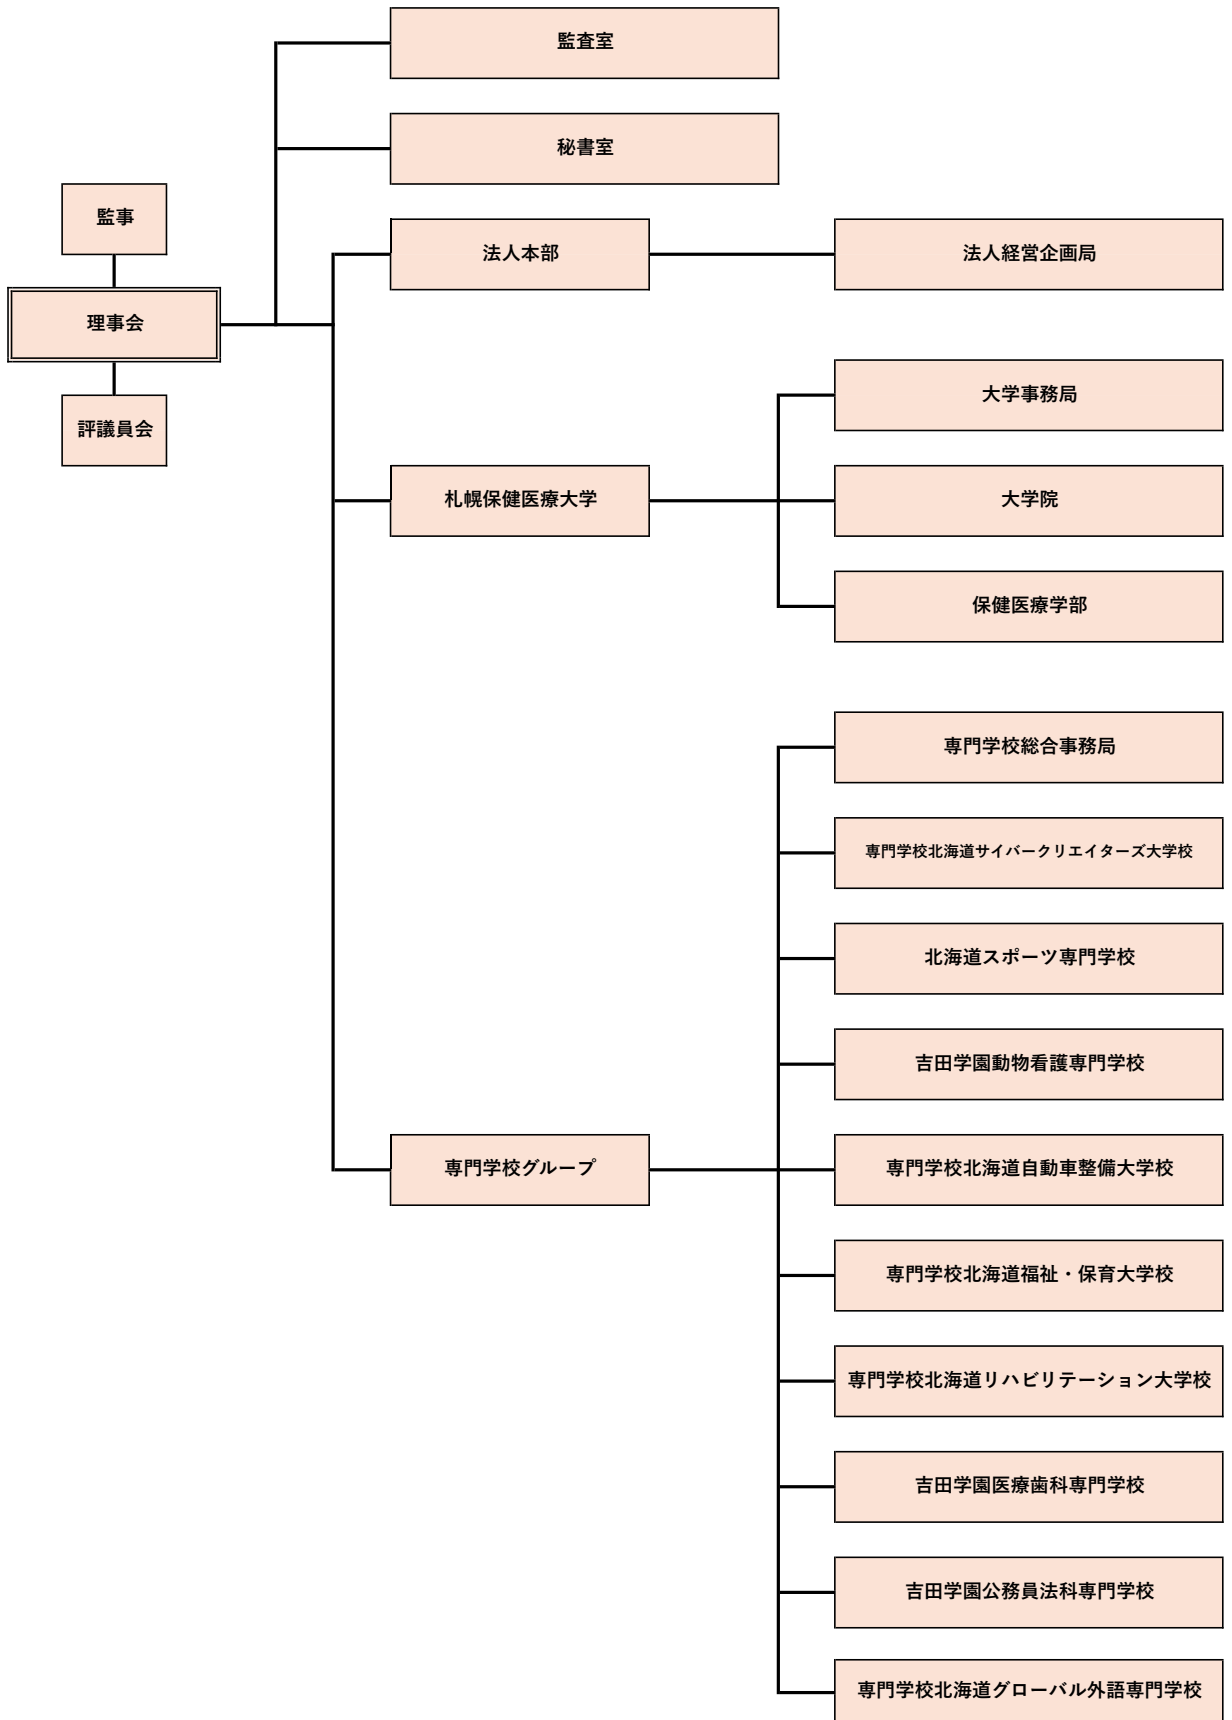 監査室
秘書室
監事
理事会
評議員会
法人本部
法人経営企画局
札幌保健医療大学
大学事務局
大学院
保健医療学部
専門学校グループ
専門学校総合事務局
専門学校北海道サイバークリエイターズ大学校
北海道スポーツ専門学校
吉田学園動物看護専門学校
専門学校北海道自動車整備大学校
専門学校北海道福祉・保育大学校
専門学校北海道リハビリテーション大学校
吉田学園医療歯科専門学校
吉田学園公務員法科専門学校
専門学校北海道グローバル外語専門学校